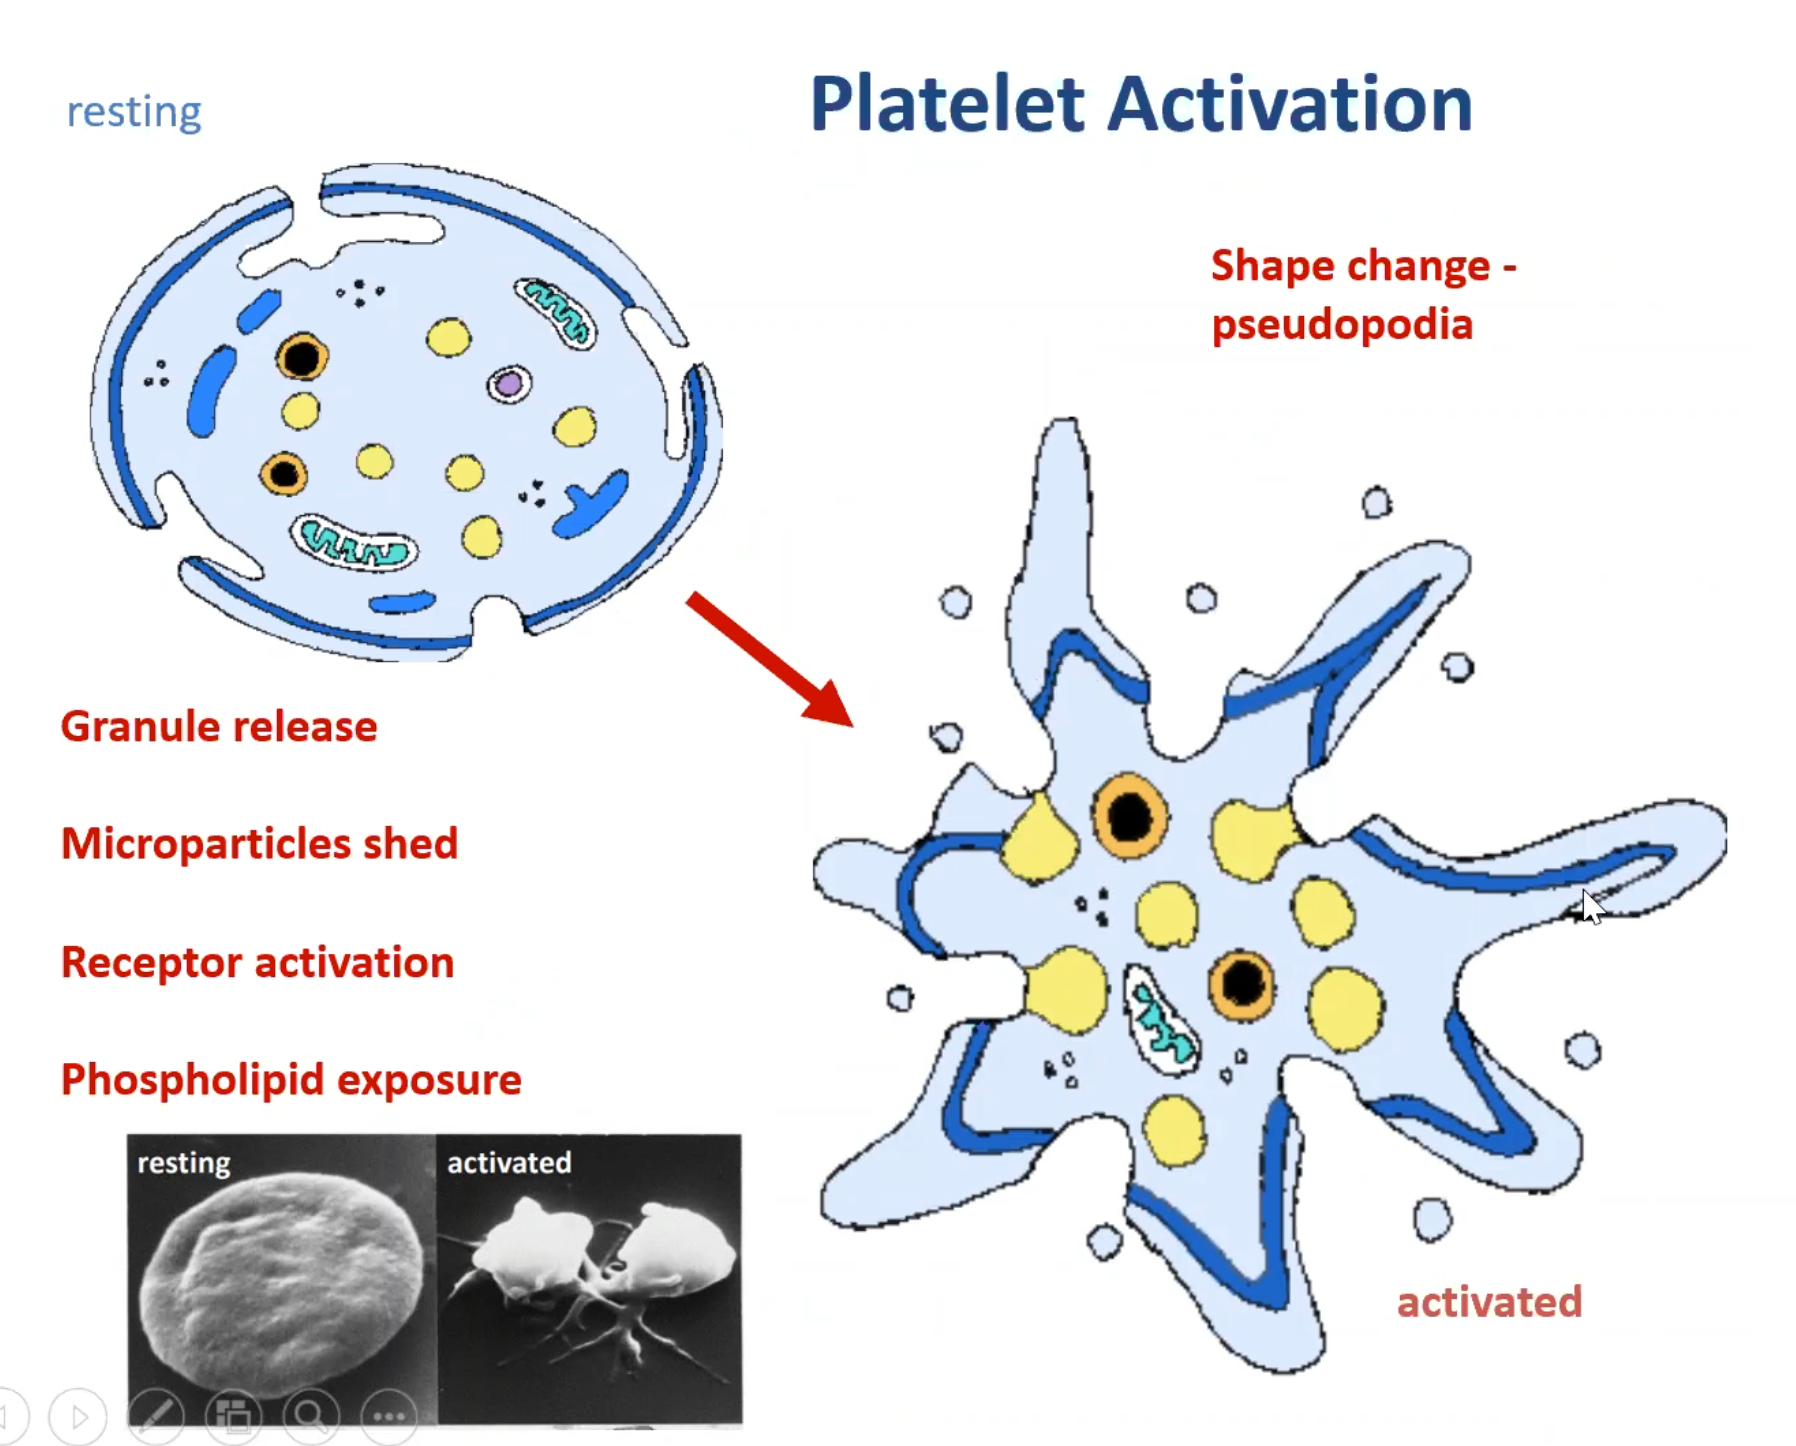 resting
Platelet Activation
Shape change -
pseudopodia
Granule release
Microparticles shed
Receptor activation
Phospholipid exposure
resting
activated
activated